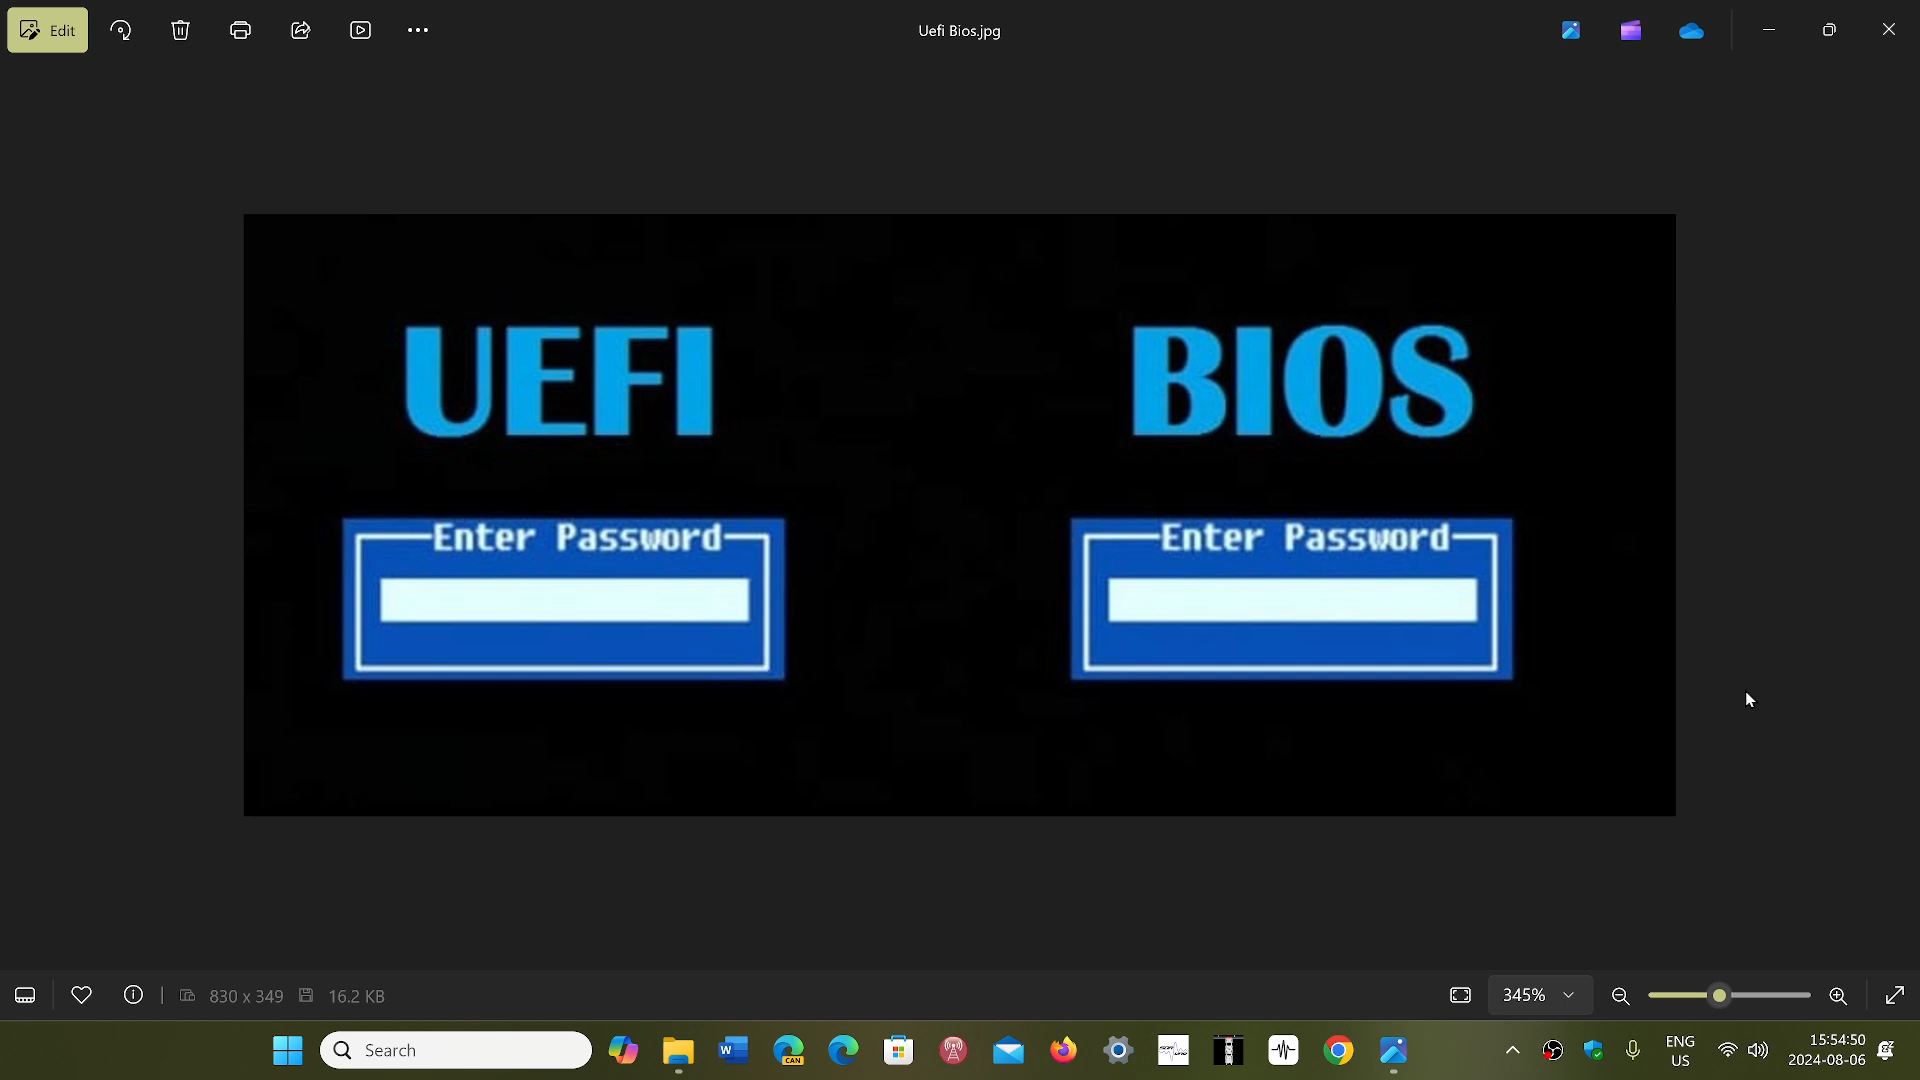 Edit
Uefi Bios.jpg
UEFI
BIOS
Enter Password
Enter Password
830 x 349
16.2 KB
345%
Search
W
CAN
ENG
US
15:54:50
2024-08-06